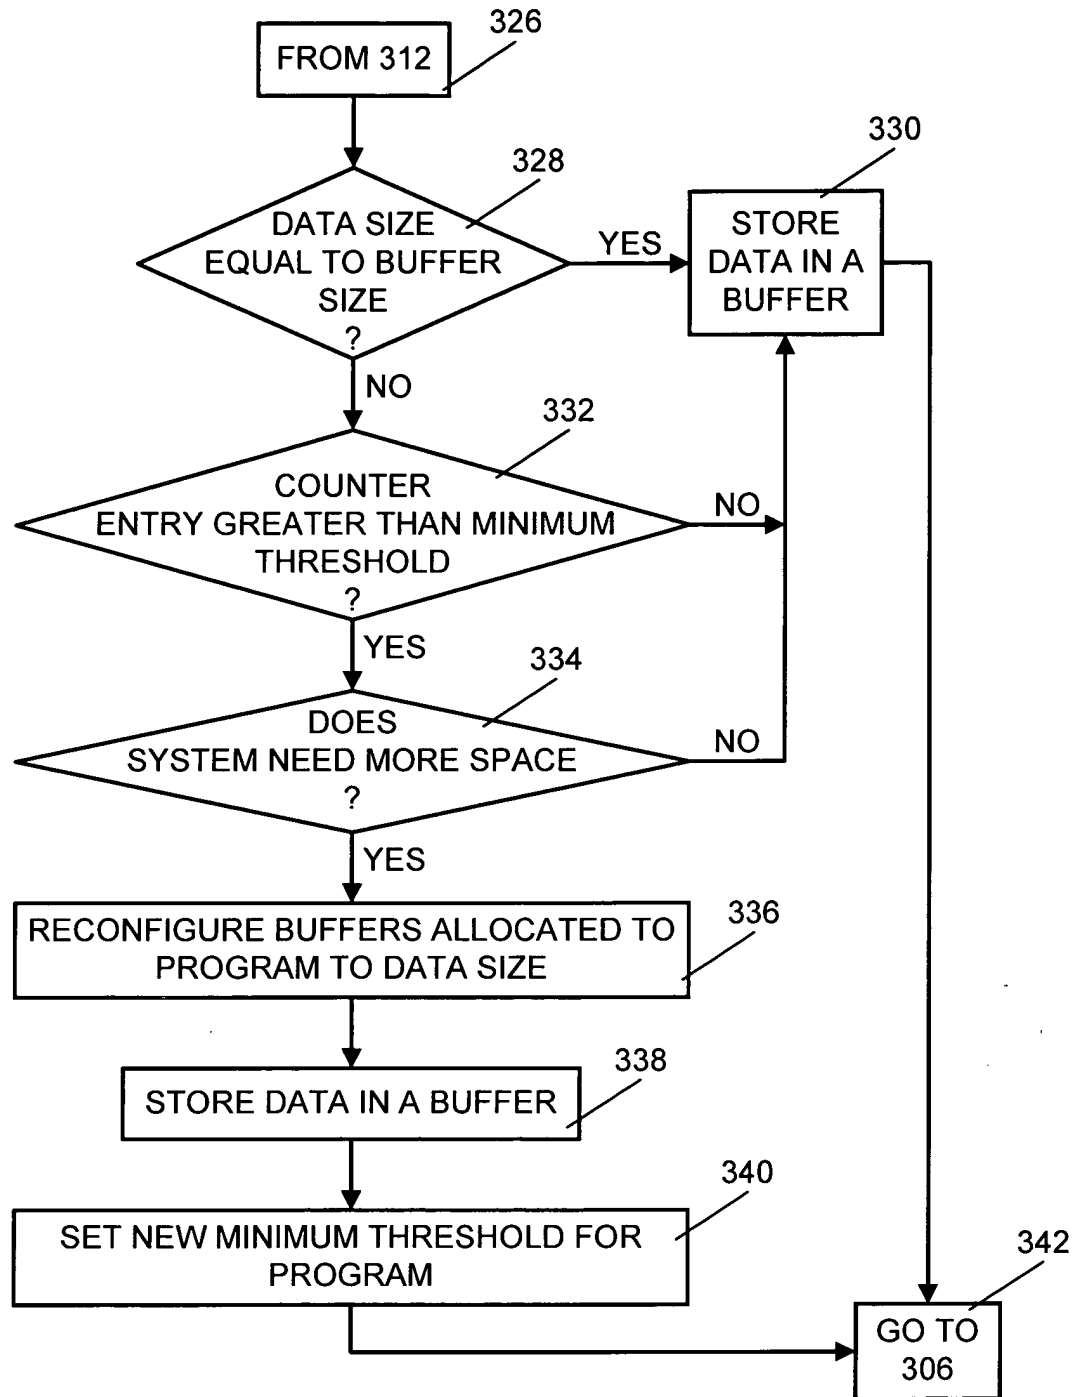 326
FROM 312
328
DATA SIZE
EQUAL TO BUFFER
SIZE
?
YES
330
STORE
DATA IN A
BUFFER
NO
332
COUNTER
ENTRY GREATER THAN MINIMUM
THRESHOLD
?
NO
YES
334
DOES
SYSTEM NEED MORE SPACE
?
NO
YES
RECONFIGURE BUFFERS ALLOCATED TO
PROGRAM TO DATA SIZE
336
338
STORE DATA IN A BUFFER
340
SET NEW MINIMUM THRESHOLD FOR
PROGRAM
342
GO TO
306